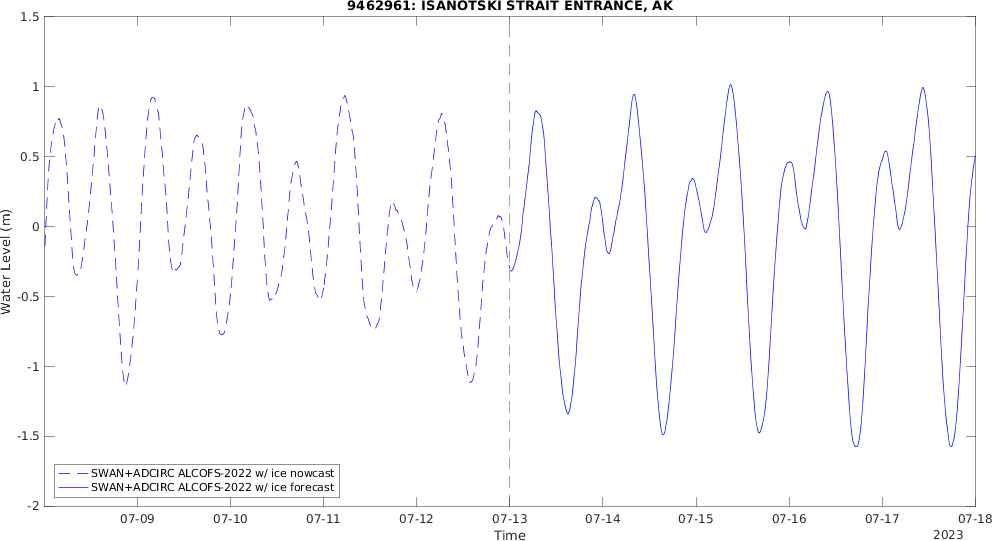 9462961: ISANOTSKI STRAIT ENTRANCE, AK
1.5
1
0.5
0
-0.5
-1
-1.5
-2
Water Level (m)
SWAN+ADCIRC ALCOFS-2022 w/ ice nowcast
SWAN+ADCIRC ALCOFS-2022 w/ ice forecast
07-09 07-10 07-11 07-12 07-13 07-14 07-15 07-16 07-17 07-18
Time
2023